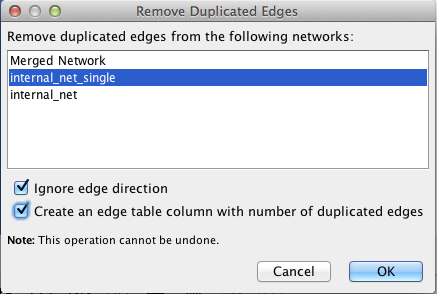 Remove Duplicated Edges
Remove duplicated edges from the following networks:
Merged Network
internal_net_single
internal_net
Ignore edge direction
Create an edge table column with number of duplicated edges
Note: This operation cannot be undone.
Cancel OK